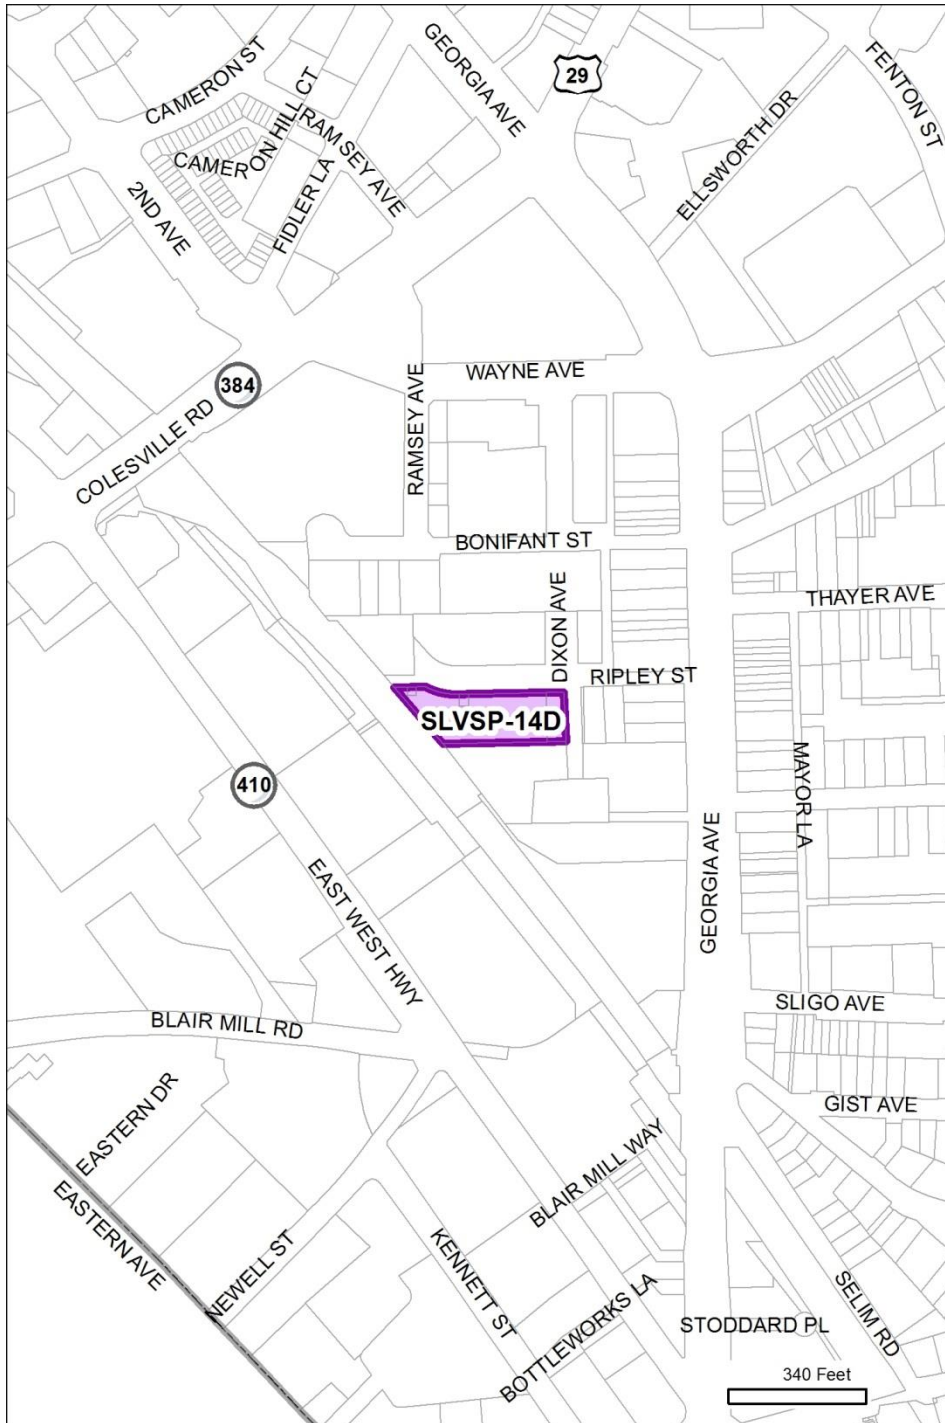 GEORGIA AVE
FENTON ST
CAMERON ST
29
CAMERON HILL CT
RAMSEY AVE
ELLSWORTH DR
2ND AVE
FIDLER LA
WAYNE AVE
384
RAMSEY AVE
COLESVILLE RD
BONIFANT ST
THAYER AVE
DIXON AVE
RIPLEY ST
SLVSP-14D
410
MAYOR LA
GEORGIA AVE
EAST WEST HWY
SLIGO AVE
BLAIR MILL RD
GIST AVE
EASTERN DR
BLAIR MILL WAY
EASTERN AVE
NEWELL ST
KENNETT ST
SELIM RD
STODDARD PL
BOTTLEWORKS LA
340 Feet